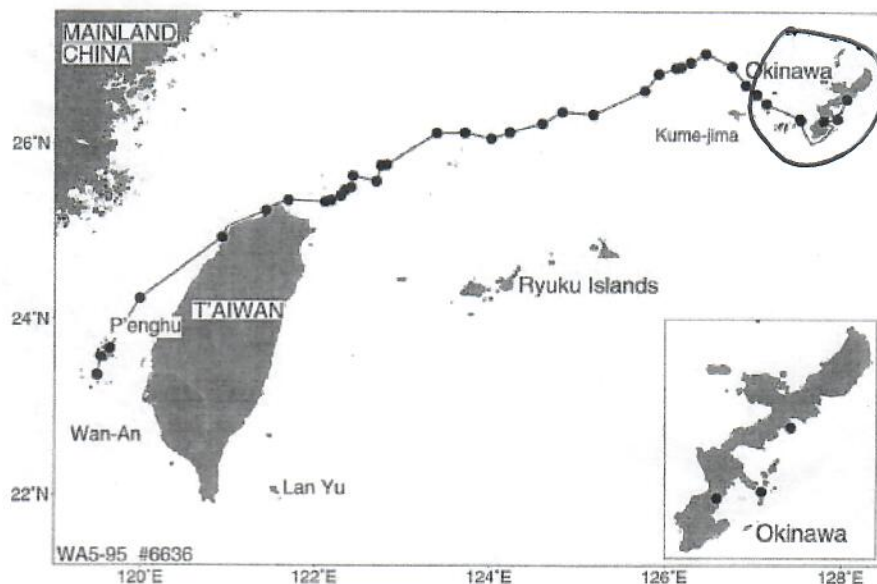 MAINLAND
CHINA
Okinawa
26°N
Kume-jima
Ryuku Islands
24°N
T'AIWAN
P'enghu
Wan-An
22°N
Lan Yu
Okinawa
WA5-95 #6636
120°E
122°E
124°E
126°E
128°E